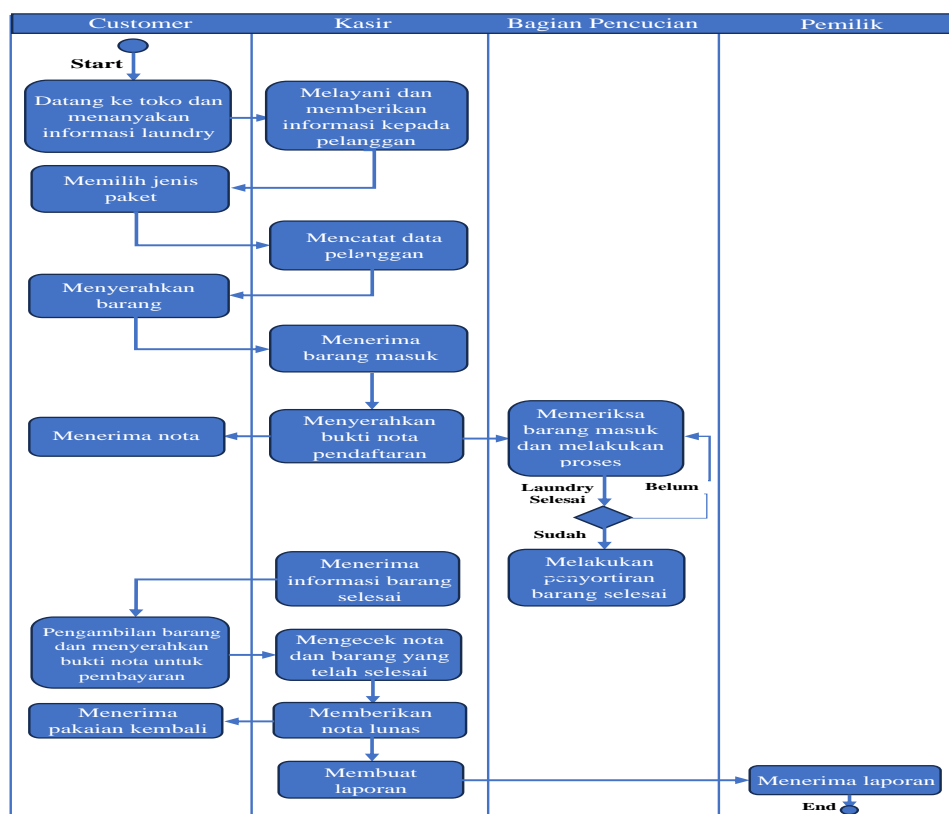 Customer
Kasir
Bagian Pencucian
Pemilik
Start
Datang ke toko dan
menanyakan
informasi laundry
Melayani dan
memberikan
informasi kepada
pelanggan
Memilih jenis
paket
Mencatat data
pelanggan
Menyerahkan
barang
Menerima
barang masuk
Menerima nota
Menyerahkan
bukti nota
pendaftaran
Memeriksa
barang masuk
dan melakukan
proses
Laundry
Selesai
Belum
Sudah
Melakukan
penyortiran
barang selesai
Menerima
informasi barang
selesai
Pengambilan barang
dan menyerahkan
bukti nota untuk
pembayaran
Mengecek nota
dan barang yang
telah selesai
Menerima
pakaian kembali
Memberikan
nota lunas
Membuat
laporan
Menerima laporan
End